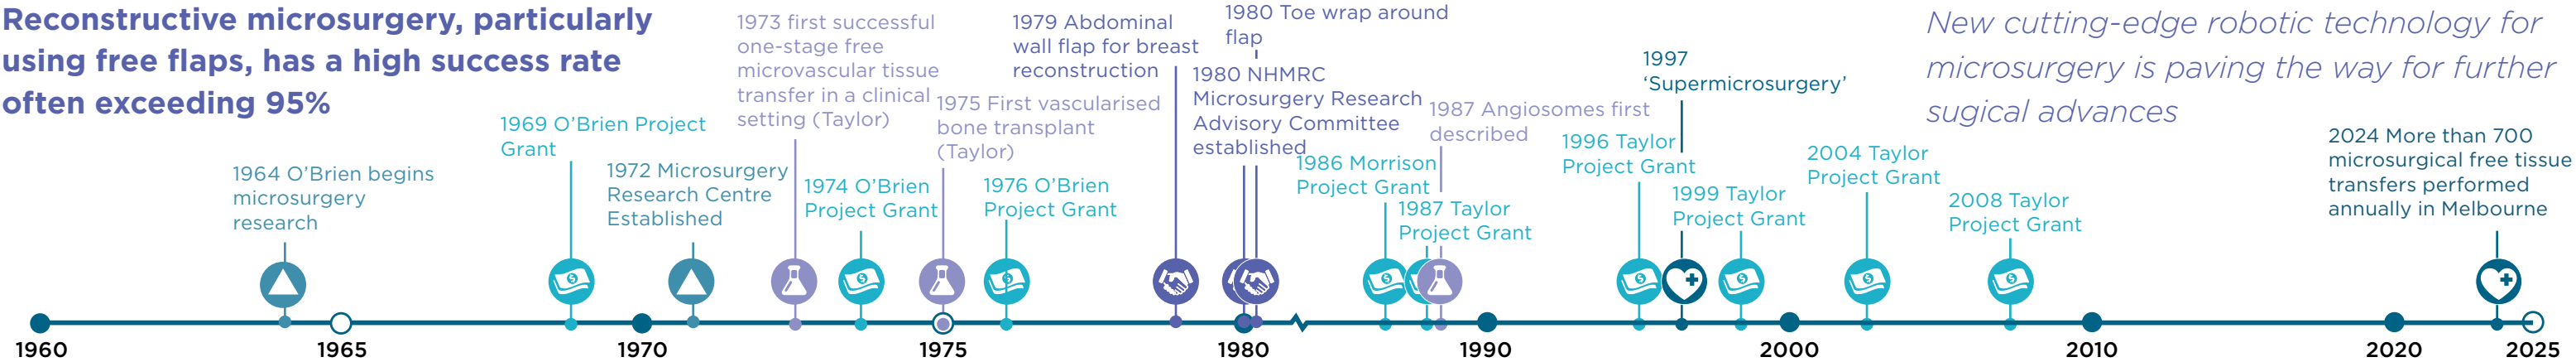 Reconstructive microsurgery, particularly
using free flaps, has a high success rate
often exceeding 95%
1964 O'Brien begins
microsurgery
research
1969 O'Brien Project
Grant
1972 Microsurgery
Research Centre
Established
1973 first successful
one-stage free
microvascular tissue
transfer in a clinical
setting (Taylor)
1974 O'Brien
Project Grant
1975 First vascularised
bone transplant
(Taylor)
1976 O'Brien
Project Grant
1979 Abdominal
wall flap for breast
reconstruction
1980 Toe wrap around
flap
1980 NHMRC
Microsurgery Research
Advisory Committee
established
1986 Morrison
Project Grant
1987 Taylor
Project Grant
1987 Angiosomes first
described
1996 Taylor
Project Grant
1997
‘Supermicrosurgery’
1999 Taylor
Project Grant
2004 Taylor
Project Grant
2008 Taylor
Project Grant
New cutting-edge robotic technology for
microsurgery is paving the way for further
sugical advances
2024 More than 700
microsurgical free tissue
transfers performed
annually in Melbourne
1960
1965
1970
1975
1980
1990
2000
2010
2020
2025